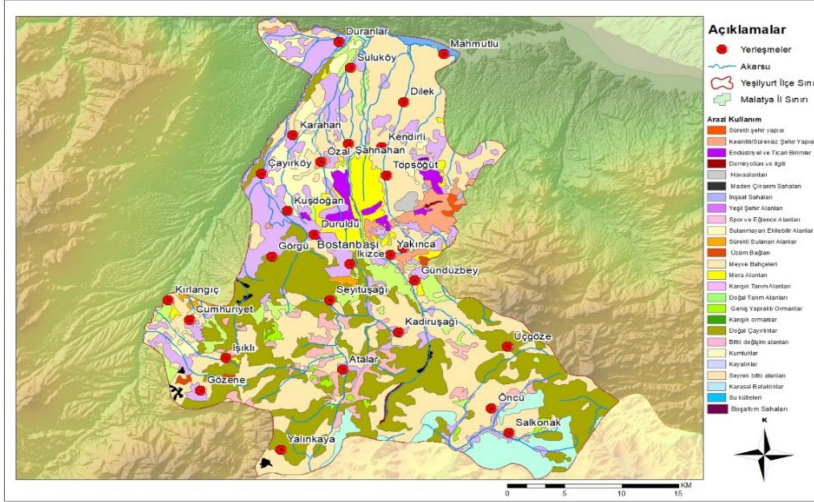 Duranlar
Mahmutlu
Suluköy
Dilek
Karahan
Kendirli
Şahnahan
Özal
Çayırköy
Topsöğüt
Kuşdoğan
Duruldu
Bostanbaşı
Yakınca
Görgü
İkizce
Gündüzbey
Kırlangıç
Seyituşağı
Cumhuriyet
Kadiruşağı
Üçgöze
Işıklı
Atalar
Gözene
Öncü
Salkonak
Yalınkaya
Açıklamalar
Yerleşmeler
Akarsu
Yeşilyurt İlçe Sını
Malatya İl Sınırı
Arazi Kullanım
Sürekli şehir yapısı
Kesintili/Süreksiz Şehir Yapısı
Endüstriyel ve Ticari Birimler
Demiryolları ve ilgili
Havaalanları
Maden Çıkarım Sahaları
İnşaat Sahaları
Yeşil Şehir Alanları
Spor ve Eğlence Alanları
Sulanmayan Ekilebilir Alanlar
Sürekli Sulanan Alanlar
Üzüm Bağları
Meyve Bahçeleri
Mera Alanları
Karışık Tarım Alanları
Doğal Tarım Alanları
Geniş Yapraklı Ormanlar
Karışık ormanlar
Doğal Çayırlıklar
Bitki değişim alanları
Kumluklar
Kayalıklar
Seyrek bitki alanları
Karasal Bataklıklar
Su kütleleri
Boşaltım Sahaları
K
KM
0 5 10 15